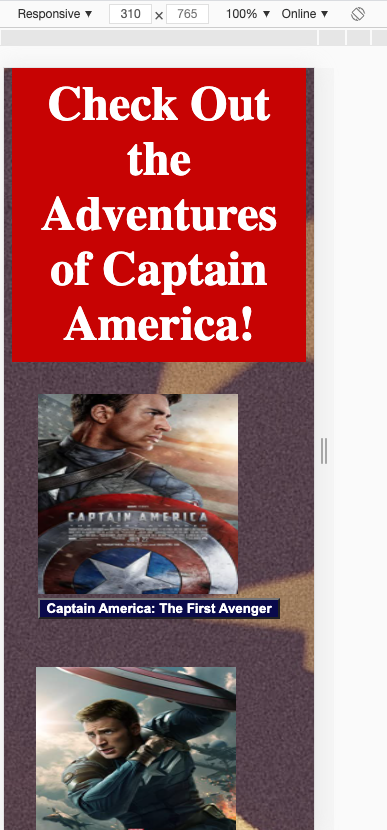 Responsive ▼ 310 × 765 100% ▼ Online ▼
Check Out
the
Adventures
of Captain
America!
CAPTAIN AMERICA
Captain America: The First Avenger